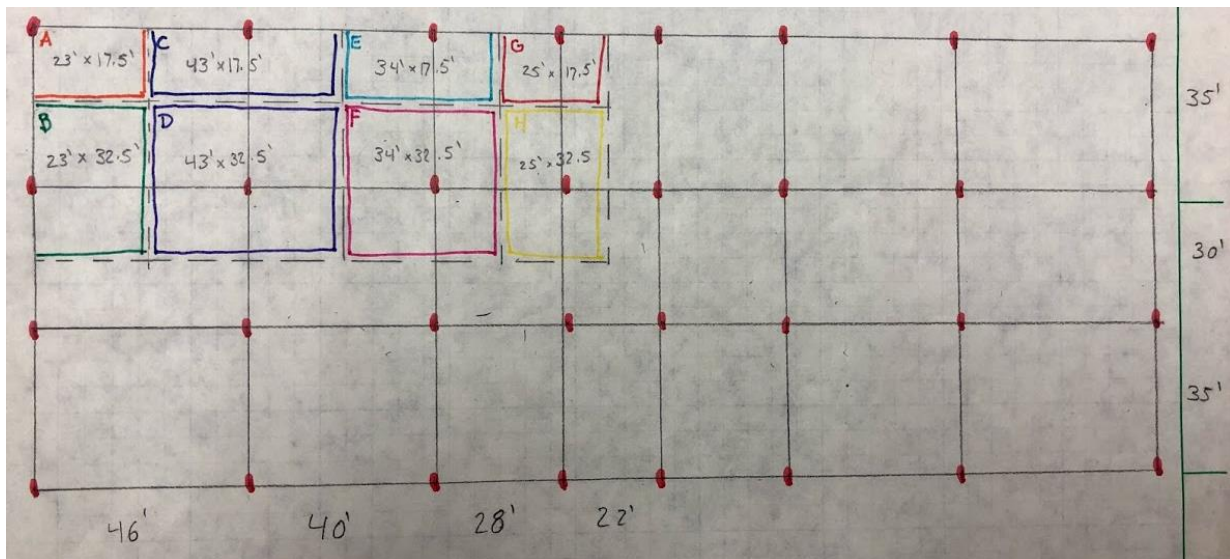 A
23' x 17.5'
C
43' x 17.5'
E
34' x 17.5'
G
25' x 17.5'
35'
B
23' x 32.5'
D
43' x 32.5'
F
34' x 32.5'
H
25' x 32.5
30'
35'
46'
40'
28'
22'